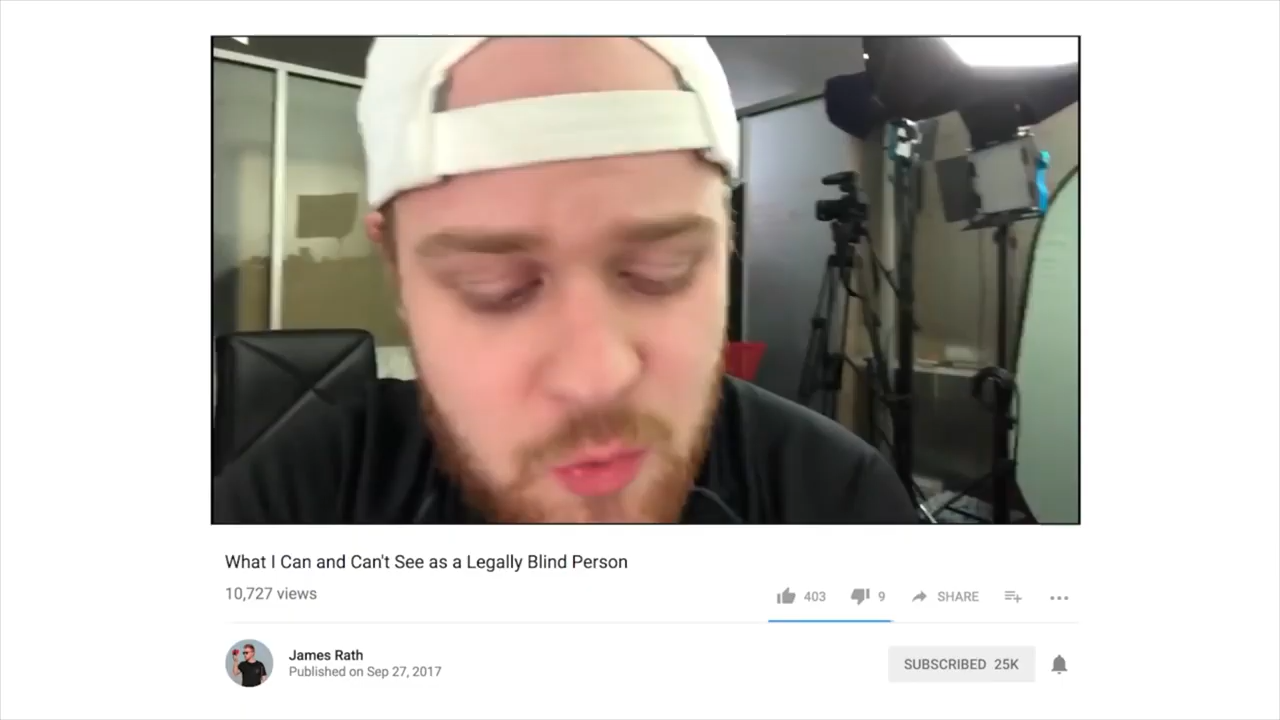 What I Can and Can't See as a Legally Blind Person
10,727 views
403
9
SHARE
James Rath
Published on Sep 27, 2017
SUBSCRIBED 25K